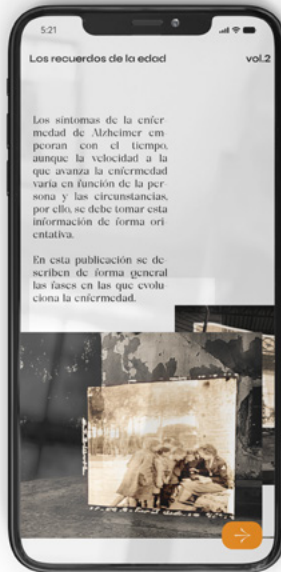 5:21
Los recuerdos de la edad vol.2
Los síntomas de la enfer
medad de Alzheimer em-
peoran con el tiempo,
aunque la velocidad a la
que avanza la enfermedad
varía en función de la per-
sona y las circunstancias,
por ello, se debe tomar esta
información de forma ori-
entativa.
En esta publicación se de-
scriben de forma general
las fases en las que evolu-
ciona la enfermedad.